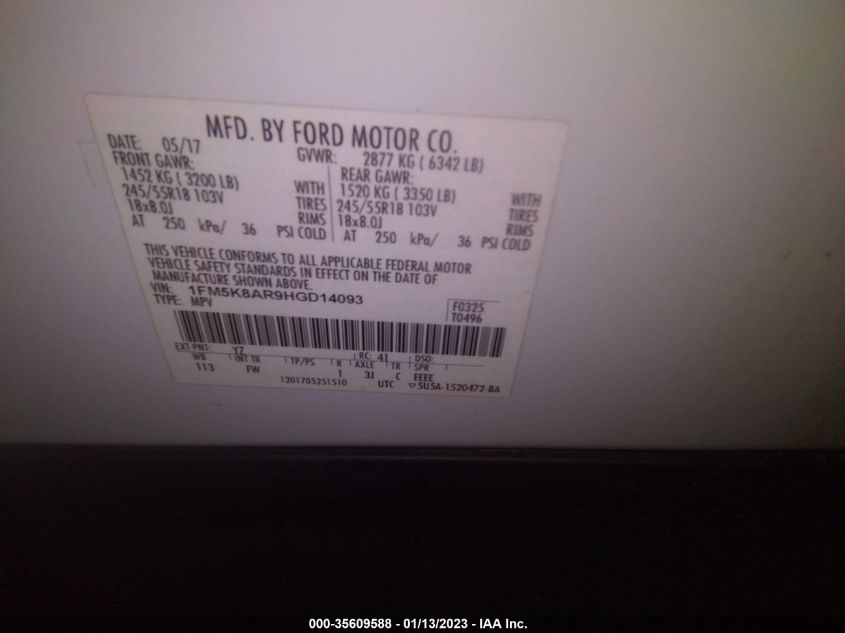 MFD. BY FORD MOTOR CO.
DATE: 05/17 GVWR: 2877 KG ( 6342 LB)
FRONT GAWR: REAR GAWR:
1452 KG ( 3200 LB) WITH 1520 KG ( 3350 LB) WITH
245/55R18 103V TIRES 245/55R18 103V TIRES
18x8.0J RIMS 18x8.0J RIMS
AT 250 kPa/ 36 PSI COLD AT 250 kPa/ 36 PSI COLD
THIS VEHICLE CONFORMS TO ALL APPLICABLE FEDERAL MOTOR
VEHICLE SAFETY STANDARDS IN EFFECT ON THE DATE OF
MANUFACTURE SHOWN ABOVE.
VIN: 1FM5K8AR9HGD14093
TYPE: MPV
F0325
T0496
EXT PNT: YZ RC: 41 DSO:
WB INT TR TP/PS R AXLE TR SPR
113 FW 1 3J C EEEE
1201705251510 UTC 5U5A-1520472-BA
000-35609588 - 01/13/2023 - IAA Inc.